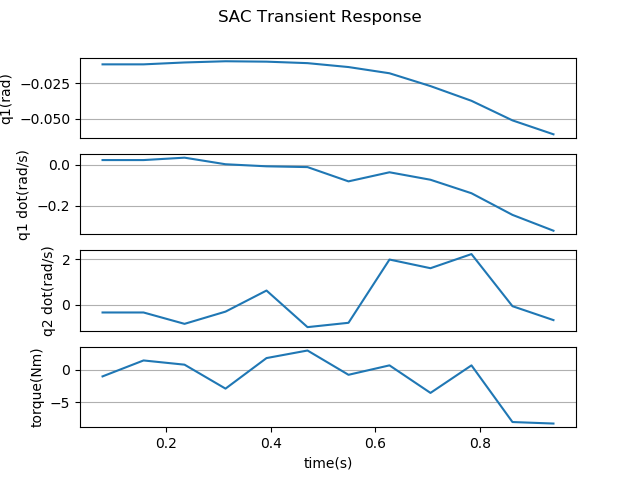 SAC Transient Response
q1(rad)
−0.025
−0.050
q1 dot(rad/s)
0.0
−0.2
q2 dot(rad/s)
2
0
torque(Nm)
0
−5
0.2 0.4 0.6 0.8
time(s)